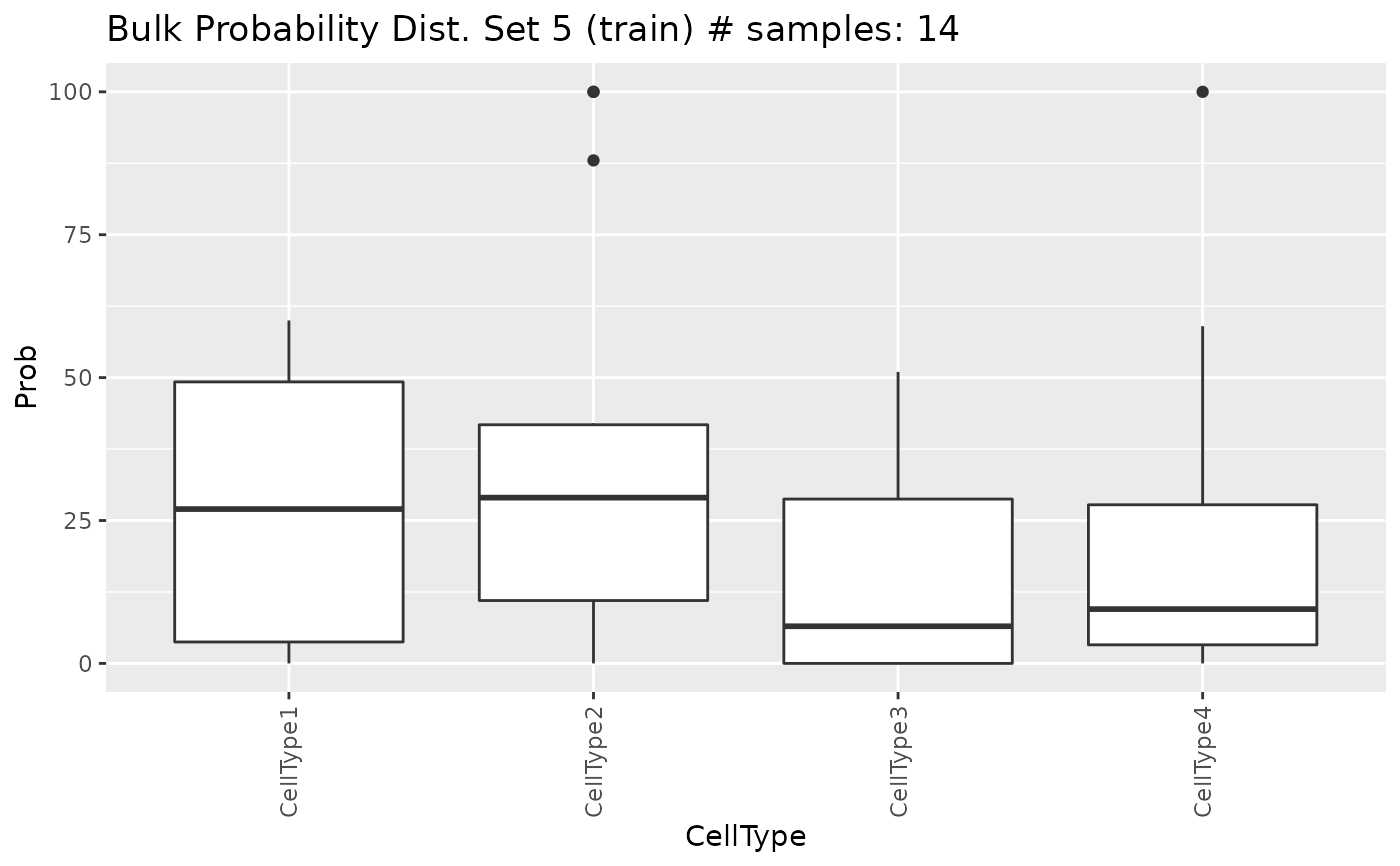 Bulk Probability Dist. Set 5 (train) # samples: 14
100
75
50
25
0
Prob
CellType1
CellType2
CellType3
CellType4
CellType